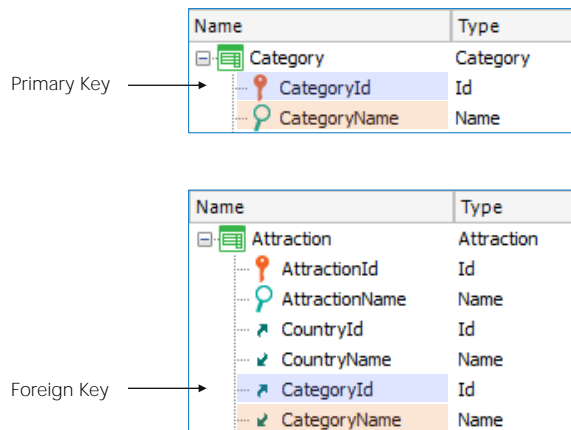 Name Type
Category Category
Primary Key CategoryId Id
CategoryName Name
Name Type
Attraction Attraction
AttractionId Id
AttractionName Name
CountryId Id
CountryName Name
Foreign Key CategoryId Id
CategoryName Name